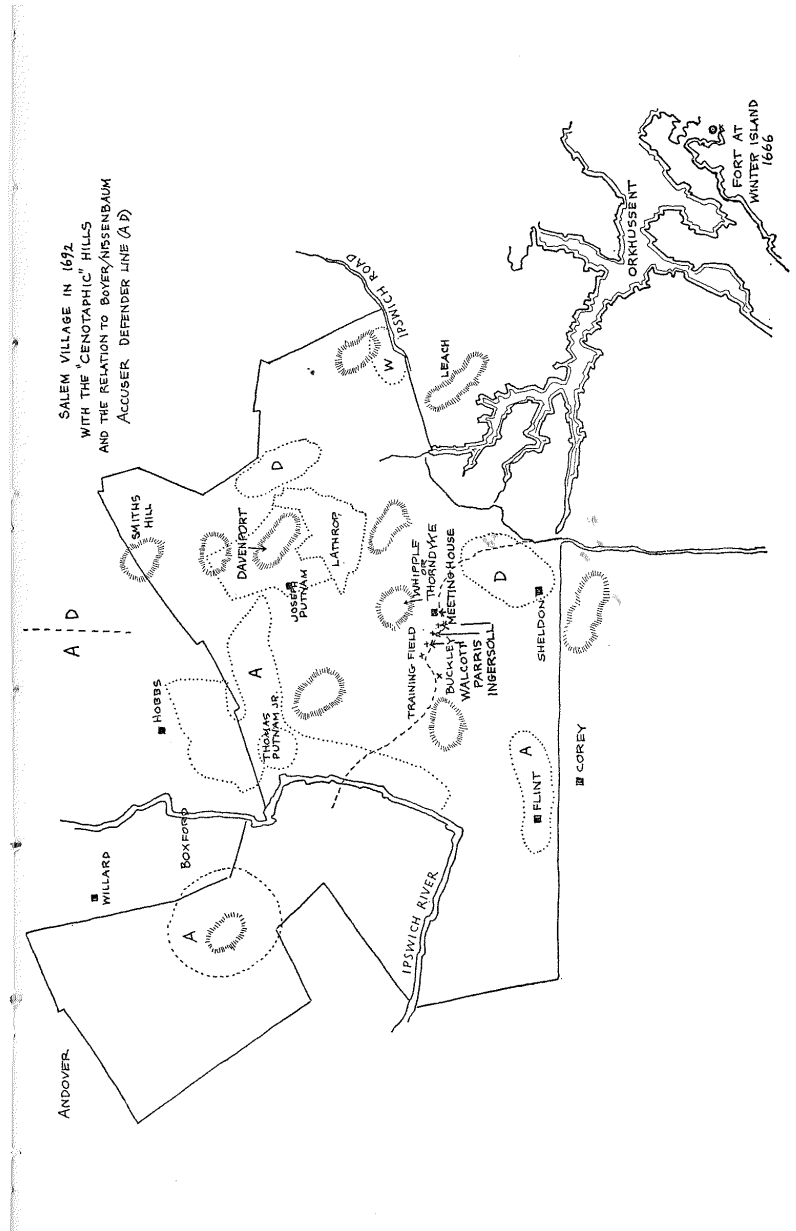 SALEM VILLAGE IN 1692
WITH THE "CENOTAPHIC" HILLS
AND THE RELATION TO BOYER/NISSENBAUM
ACCUSER DEFENDER LINE (A D)
ANDOVER
WILLARD
BOXFORD
A
HOBBS
A D
SMITHS
HILL
THOMAS
PUTNAM JR.
A
DAVENPORT
JOSEPH
PUTNAM
LATHROP
D
W
IPSWICH ROAD
LEACH
TRAINING FIELD
WHIPPLE
OR
THORNDYKE
MEETING HOUSE
BUCKLEY
WALCOTT
PARRIS
INGERSOLL
IPSWICH RIVER
FLINT
A
COREY
SHELDON
D
ORKHUSSENT
FORT AT
WINTER ISLAND
1666